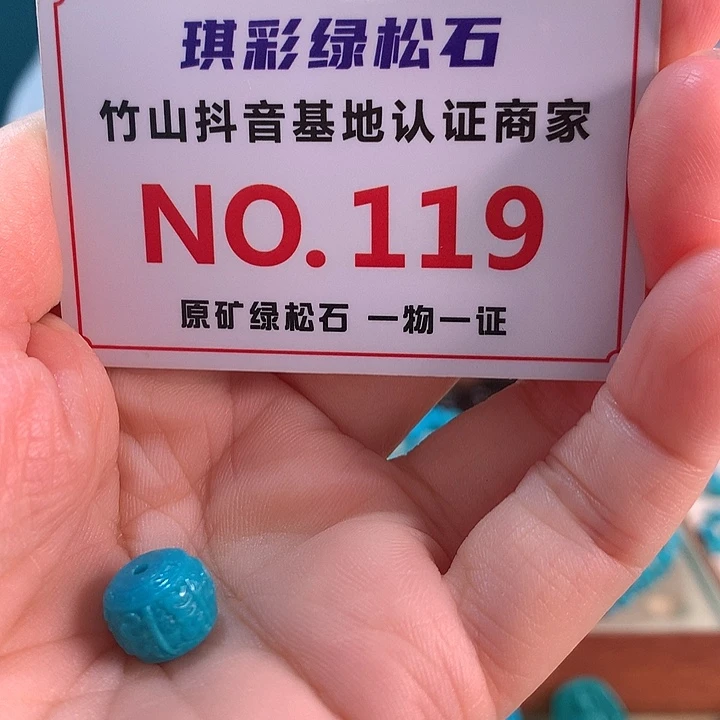 琪彩绿松石
竹山抖音基地认证商家
NO.119
原矿绿松石 一物一证